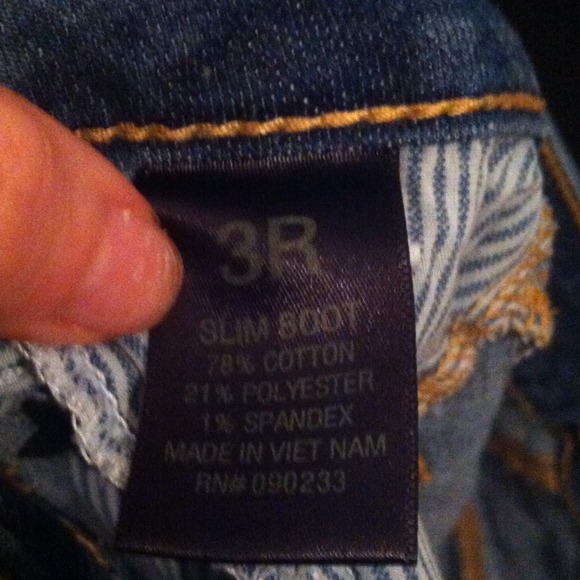 3R
SLIM BOOT
78% COTTON
21% POLYESTER
1% SPANDEX
MADE IN VIET NAM
RN# 090233